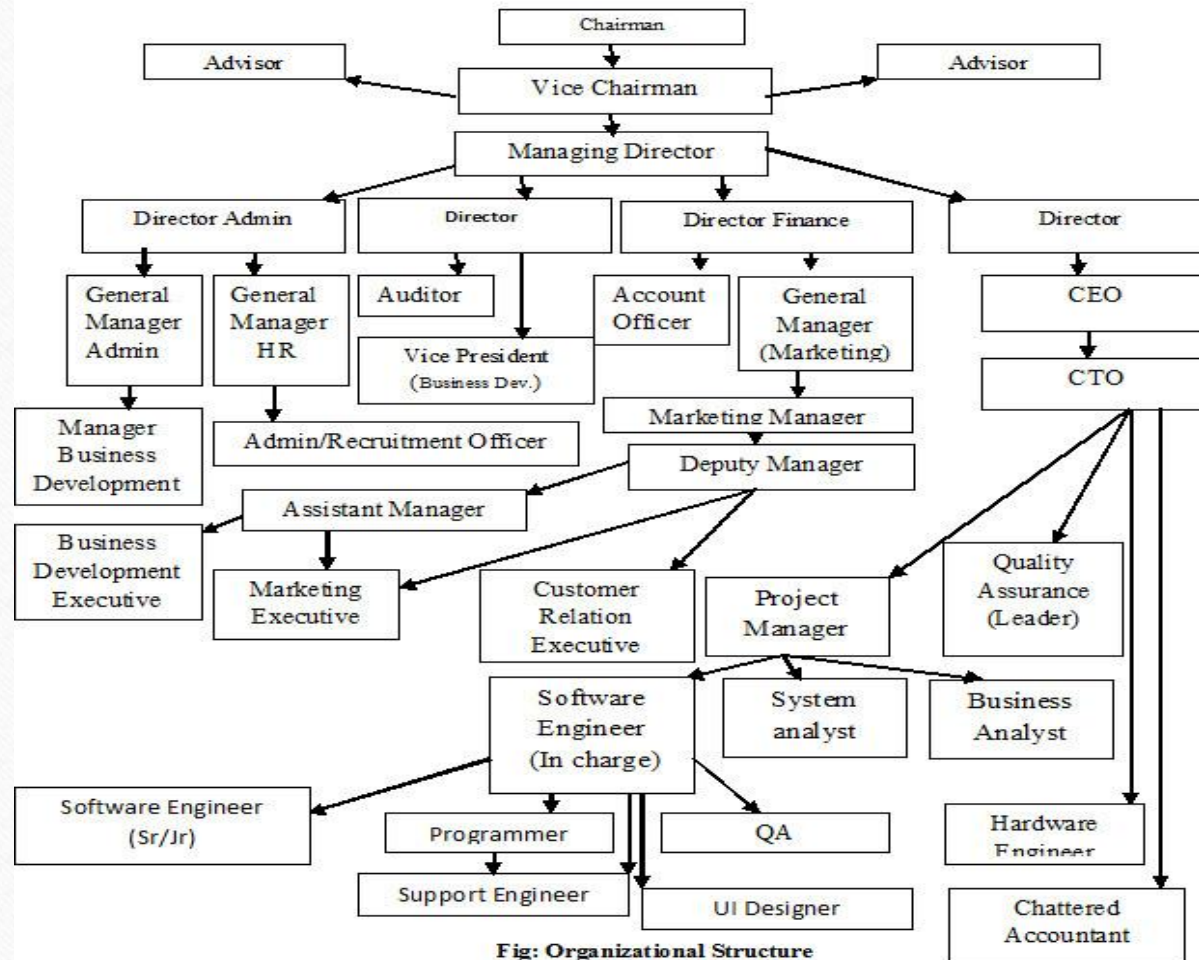 Chairman
Advisor
Advisor
Vice Chairman
Managing Director
Director Admin
Director
Director Finance
Director
General
Manager
Admin
General
Manager
HR
Auditor
Account
Officer
General
Manager
(Marketing)
CEO
Vice President
(Business Dev.)
CTO
Manager
Business
Development
Admin/Recruitment Officer
Marketing Manager
Deputy Manager
Assistant Manager
Business
Development
Executive
Marketing
Executive
Customer
Relation
Executive
Project
Manager
Quality
Assurance
(Leader)
Software
Engineer
(In charge)
System
analyst
Business
Analyst
Software Engineer
(Sr/Jr)
Programmer
QA
Hardware
Engineer
Support Engineer
UI Designer
Chattered
Accountant
Fig: Organizational Structure